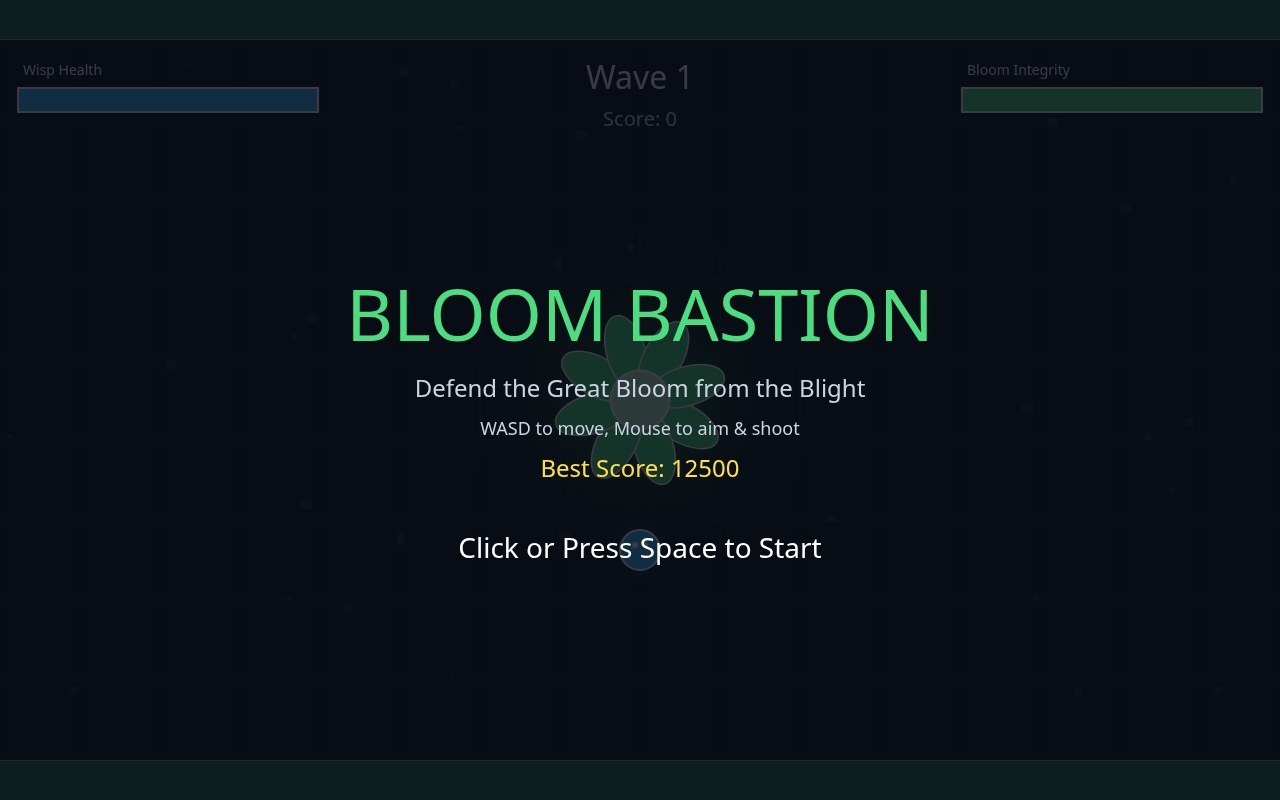 Wisp Health
Wave 1
Bloom Integrity
Score: 0
BLOOM BASTION
Defend the Great Bloom from the Blight
WASD to move, Mouse to aim & shoot
Best Score: 12500
Click or Press Space to Start